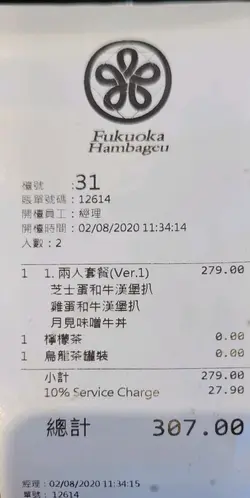 Fukuoka
Hambageu
檯號 :31
賬單號碼 : 12614
開檯員工 : 經理
開檯時間 : 02/08/2020 11:34:14
人數 : 2
1 1. 兩人套餐(Ver.1) 279.00
芝士蛋和牛漢堡扒
雞蛋和牛漢堡扒
月見味噌牛丼
1 檸檬茶 0.00
1 烏龍茶罐裝 0.00
小計 279.00
10% Service Charge 27.90
總計 307.00
經理 : 02/08/2020 11:34:15
單號 : 12614